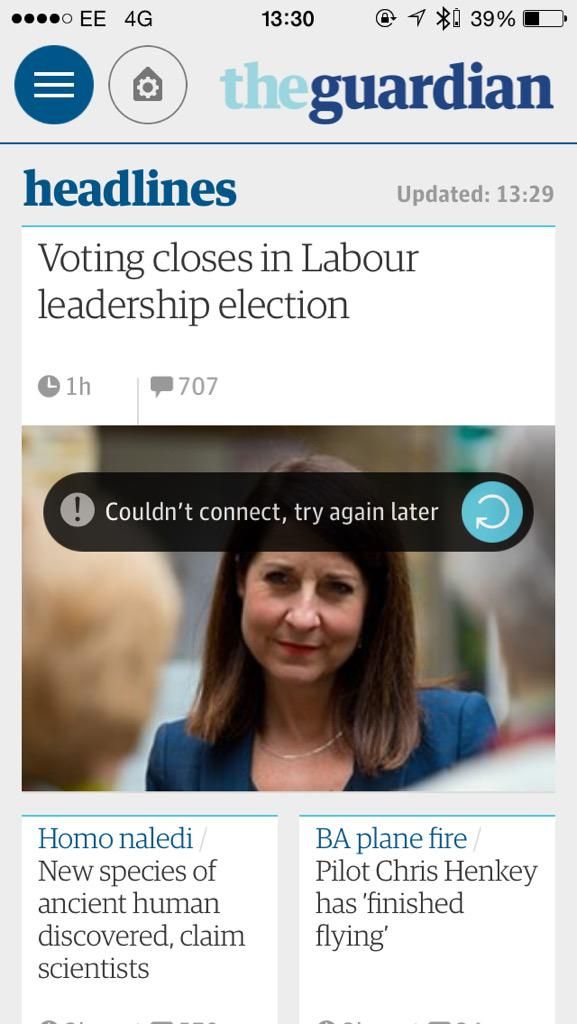 EE 4G 13:30 39%
theguardian
headlines
Updated: 13:29
Voting closes in Labour
leadership election
1h 707
Couldn't connect, try again later
Homo naledi /
New species of
ancient human
discovered, claim
scientists
BA plane fire /
Pilot Chris Henkey
has 'finished
flying'